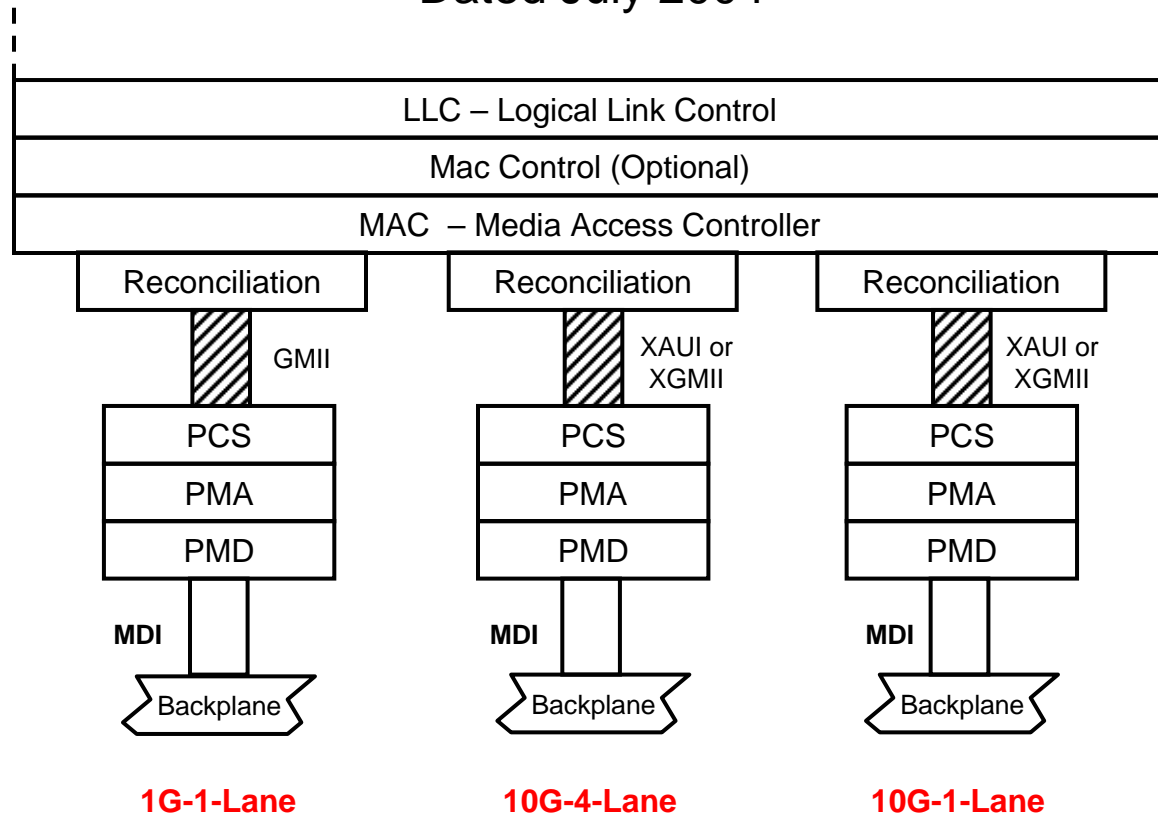 LLC – Logical Link Control
Mac Control (Optional)
MAC – Media Access Controller
Reconciliation
Reconciliation
Reconciliation
GMII
XAUI or
XGMII
XAUI or
XGMII
PCS
PCS
PCS
PMA
PMA
PMA
PMD
PMD
PMD
MDI
MDI
MDI
Backplane
Backplane
Backplane
1G-1-Lane
10G-4-Lane
10G-1-Lane